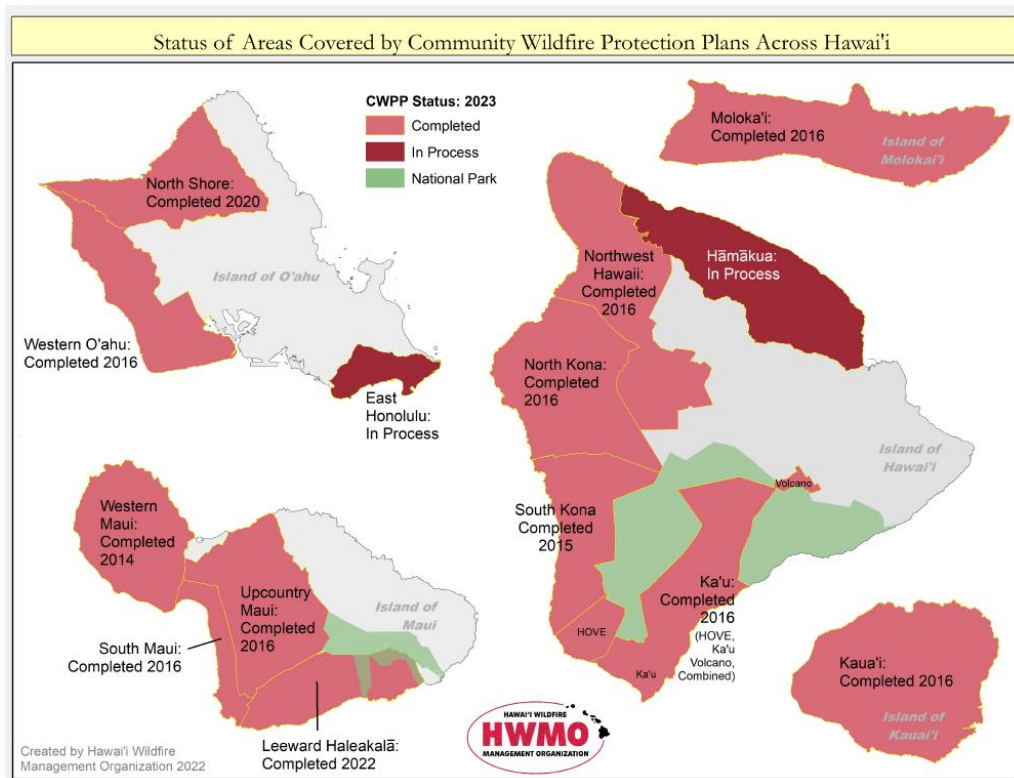 Status of Areas Covered by Community Wildfire Protection Plans Across Hawai'i
CWPP Status: 2023
Completed
In Process
National Park
North Shore:
Completed 2020
Island of O'ahu
Western O'ahu:
Completed 2016
East
Honolulu:
In Process
Moloka'i:
Completed 2016
Island of
Molokai'i
Northwest
Hawaii:
Completed
2016
Hāmākua:
In Process
North Kona:
Completed
2016
Island of
Hawai'i
Volcano
South Kona
Completed
2015
Ka'u:
Completed
2016
(HOVE,
Ka'u
Volcano,
Combined)
HOVE
Ka'u
Western
Maui:
Completed
2014
Upcountry
Maui:
Completed
2016
Island of
Maui
South Maui:
Completed 2016
Leeward Haleakalā:
Completed 2022
Kaua'i:
Completed 2016
Island of
Kauai'i
HAWAI'I WILDFIRE
HWMO
MANAGEMENT ORGANIZATION
Created by Hawai'i Wildfire
Management Organization 2022